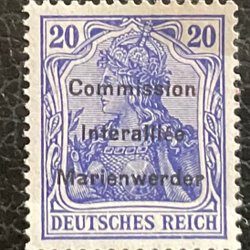 20 20
Commission
Interalliée
Marienwerder
DEUTSCHES REICH